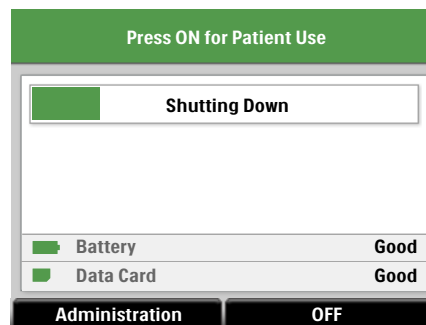 Press ON for Patient Use
Shutting Down
Battery Good
Data Card Good
Administration OFF